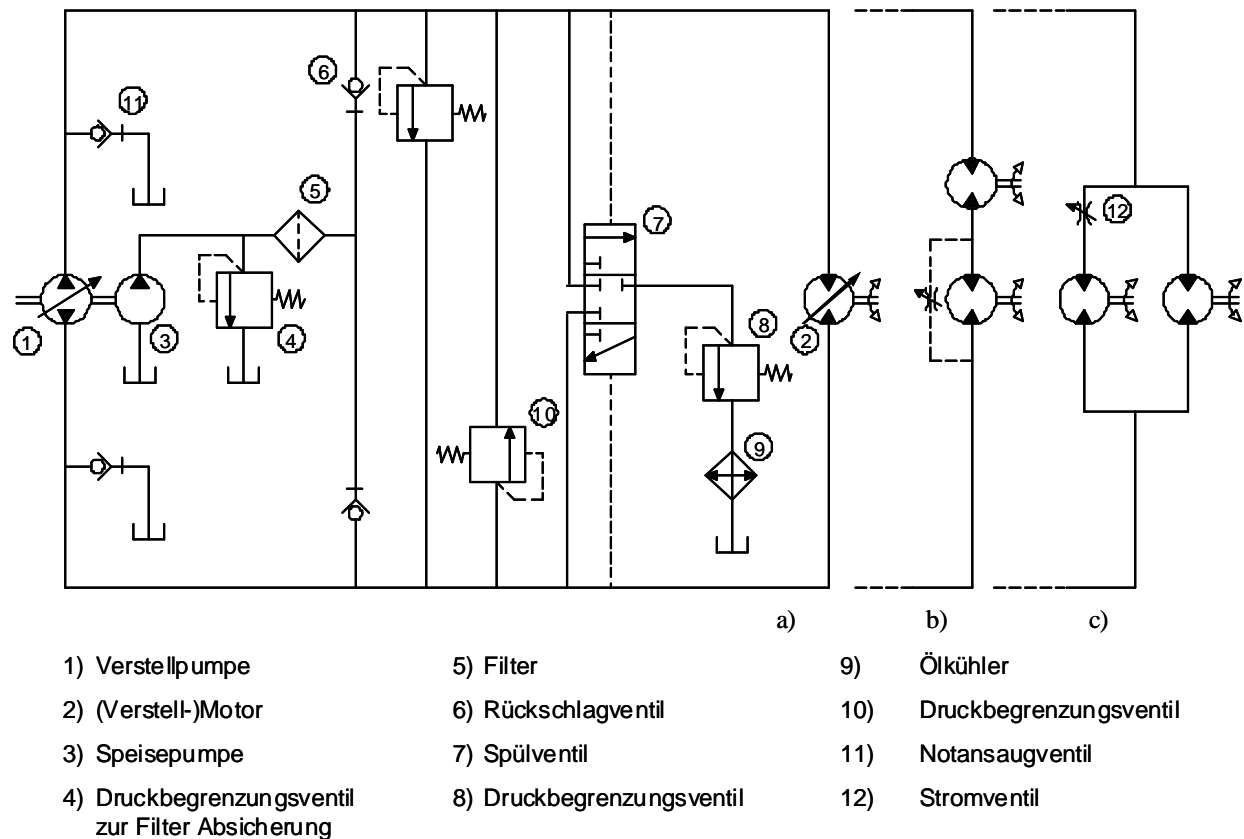 6
11
5
7
12
1
3
4
8
2
10
9
a)
b)
c)
1) Verstellpumpe
2) (Verstell-)Motor
3) Speisepumpe
4) Druckbegrenzungsventil
zur Filter Absicherung
5) Filter
6) Rückschlagventil
7) Spülventil
8) Druckbegrenzungsventil
9) Ölkühler
10) Druckbegrenzungsventil
11) Notansaugventil
12) Stromventil